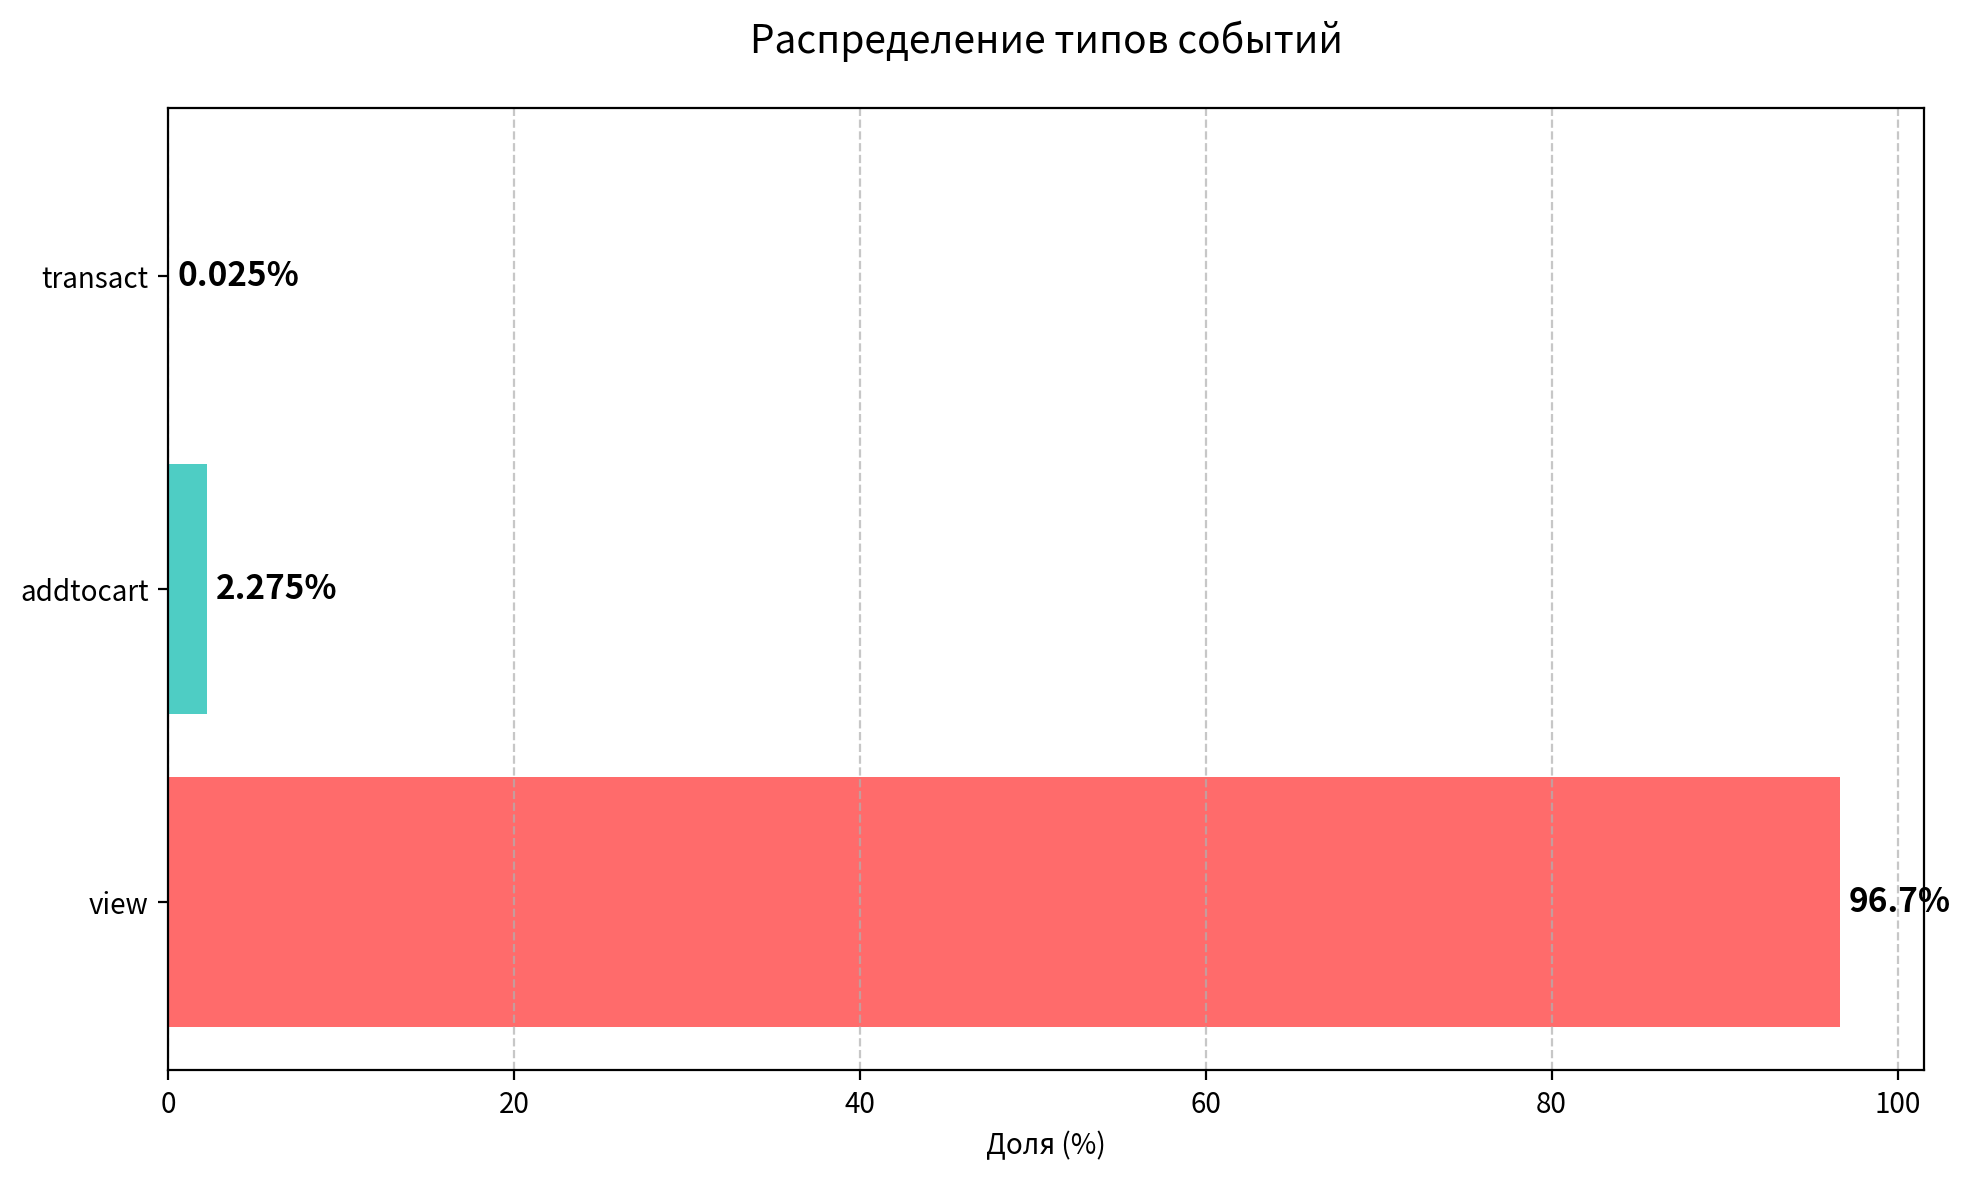 Распределение типов событий
transact
0.025%
addtocart
2.275%
view
96.7%
0 20 40 60 80 100
Доля (%)